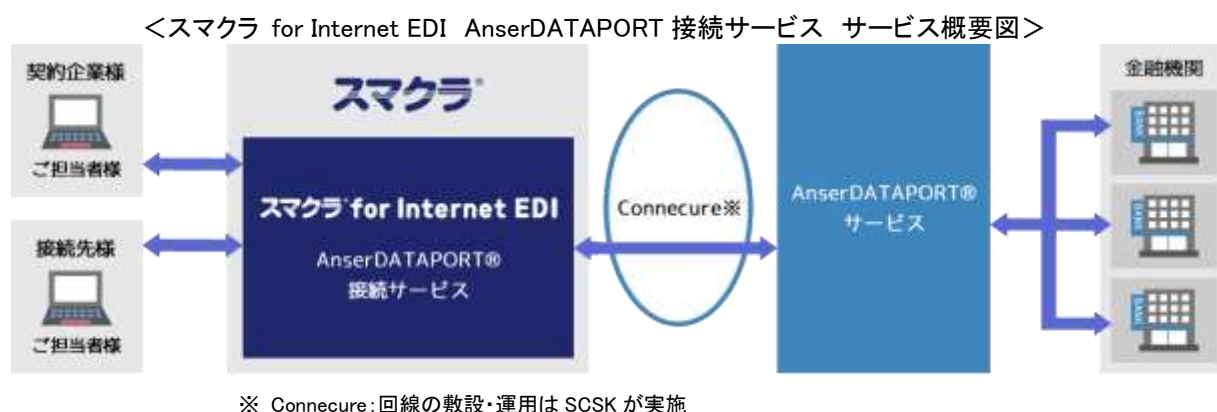 ＜スマクラ for Internet EDI AnserDATAPORT 接続サービス サービス概要図＞
契約企業様
ご担当者様
接続先様
ご担当者様
スマクラ®
スマクラ® for Internet EDI
AnserDATAPORT®
接続サービス
Connecure※
AnserDATAPORT®
サービス
金融機関
BANK
BANK
BANK
※ Connecure：回線の敷設・運用は SCSK が実施